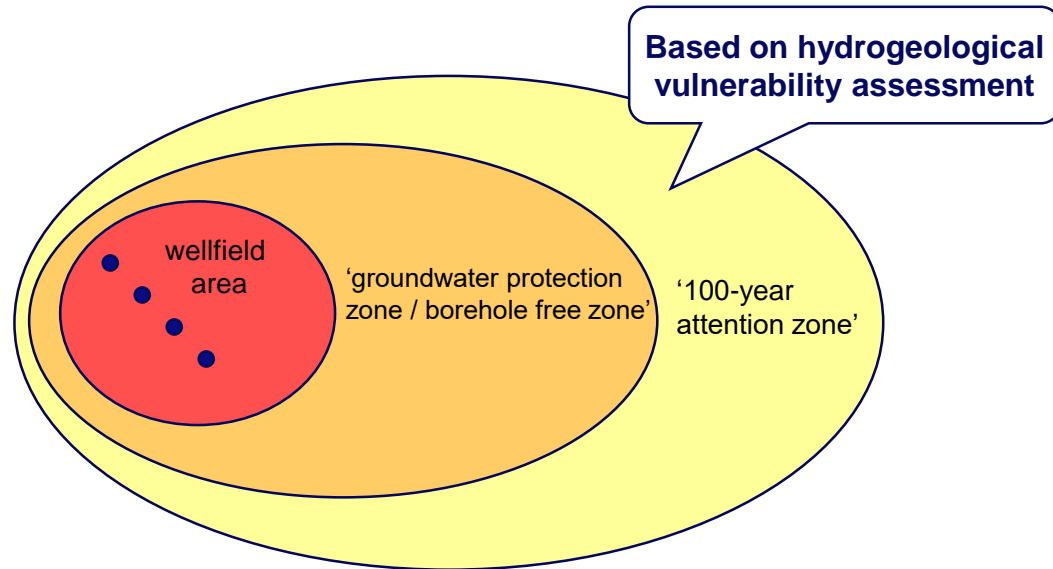 Based on hydrogeological
vulnerability assessment
wellfield
area
‘groundwater protection
zone / borehole free zone’
‘100-year
attention zone’